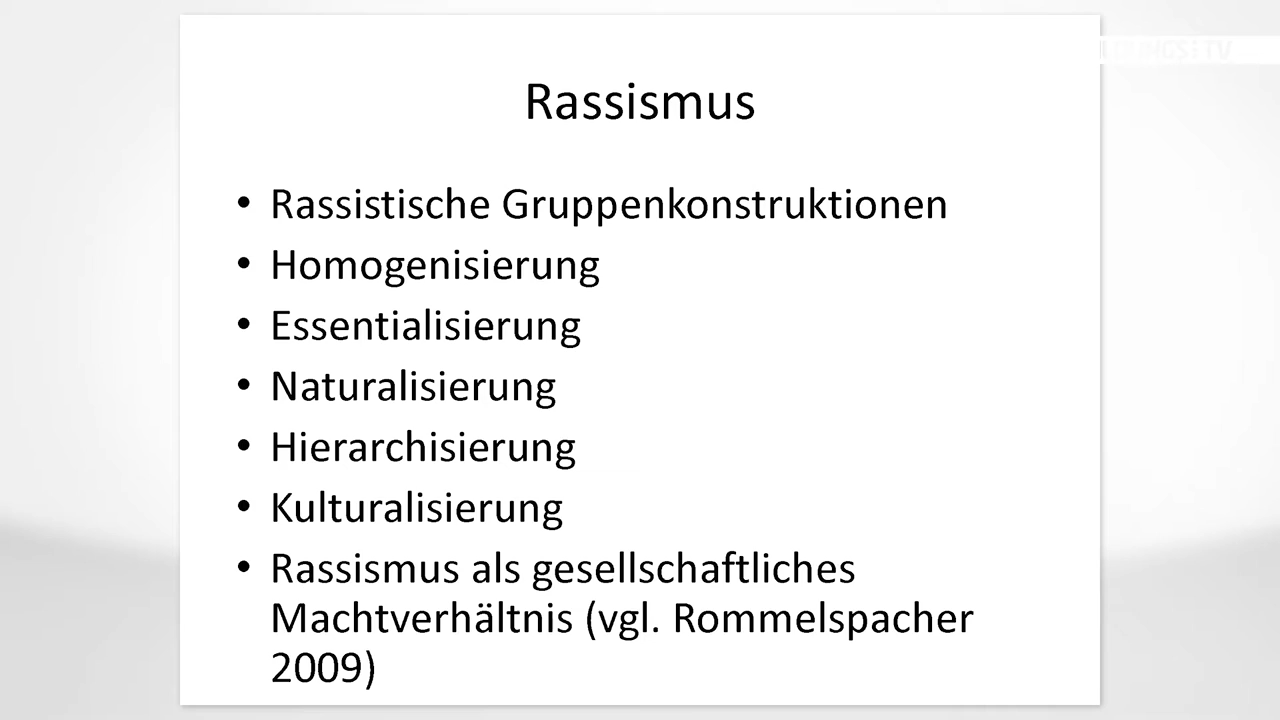 Rassismus
• Rassistische Gruppenkonstruktionen
• Homogenisierung
• Essentialisierung
• Naturalisierung
• Hierarchisierung
• Kulturalisierung
• Rassismus als gesellschaftliches
Machtverhältnis (vgl. Rommelspacher
2009)